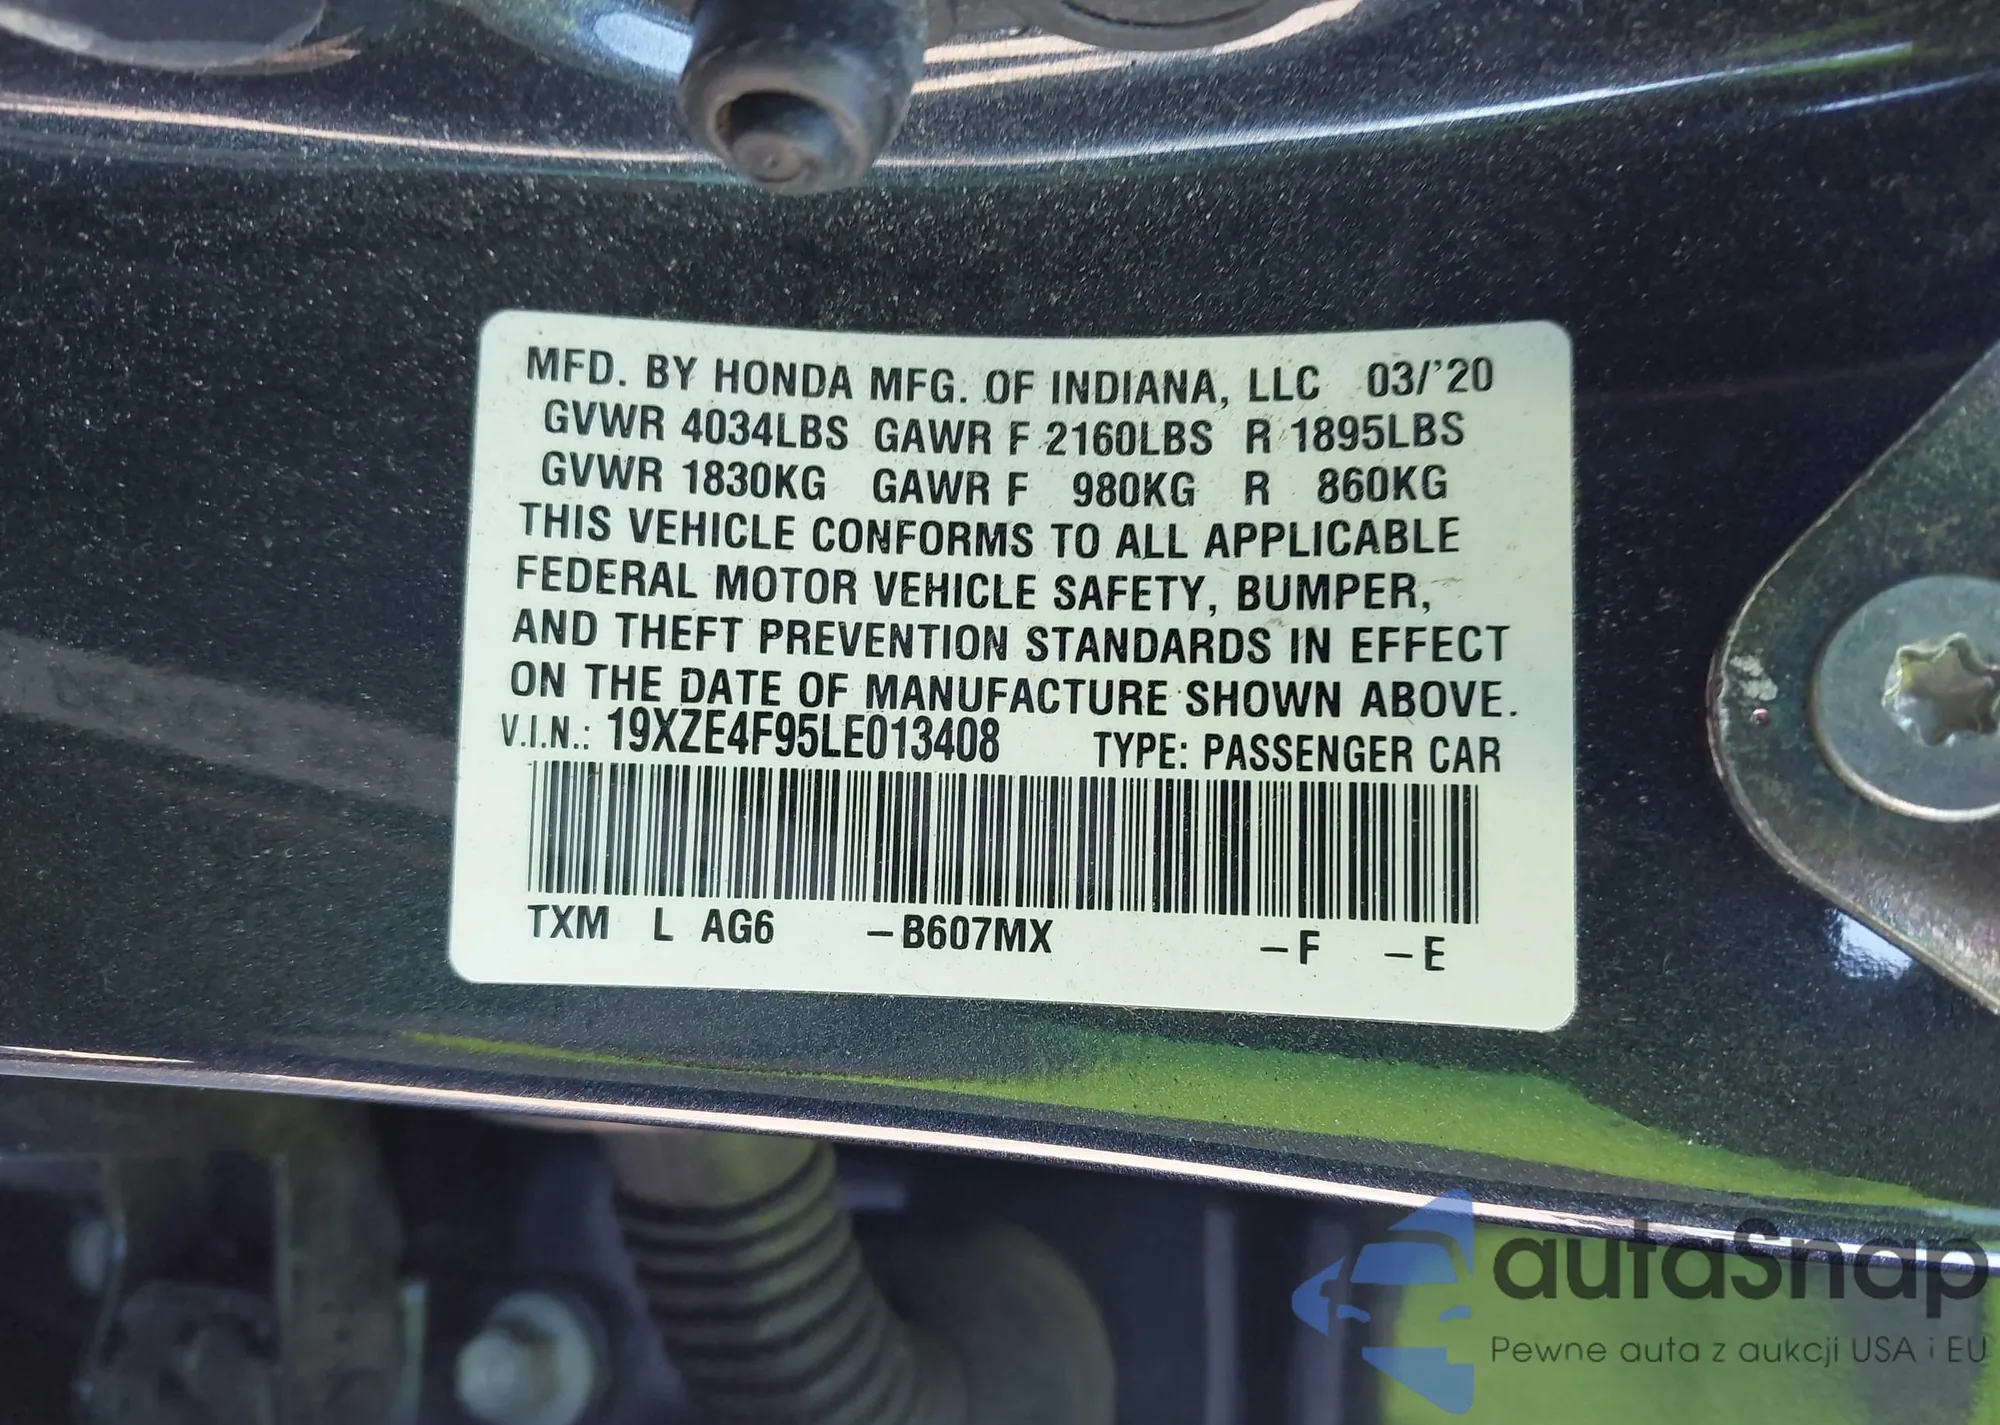 MFD. BY HONDA MFG. OF INDIANA, LLC 03/'20
GVWR 4034LBS GAWR F 2160LBS R 1895LBS
GVWR 1830KG GAWR F 980KG R 860KG
THIS VEHICLE CONFORMS TO ALL APPLICABLE
FEDERAL MOTOR VEHICLE SAFETY, BUMPER,
AND THEFT PREVENTION STANDARDS IN EFFECT
ON THE DATE OF MANUFACTURE SHOWN ABOVE.
V.I.N.: 19XZE4F95LE013408 TYPE: PASSENGER CAR
TXM L AG6 -B607MX -F -E
autaSnap
Pewne auta z aukcji USA i EU